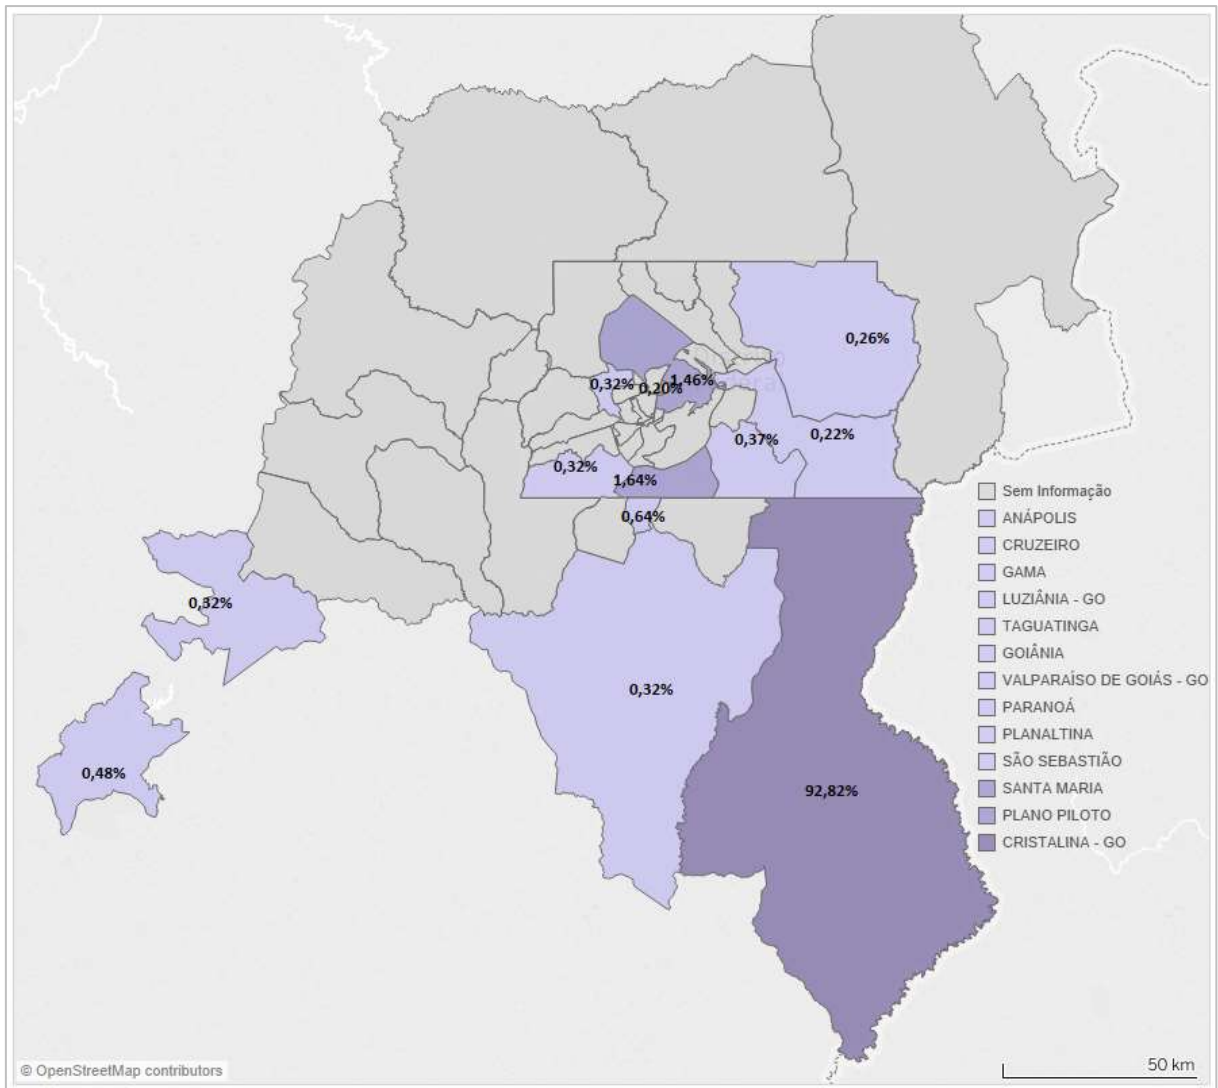 0,26%
0,32%
0,20%
1,46%
0,37%
0,22%
0,32%
1,64%
0,64%
0,32%
0,32%
0,48%
92,82%
Sem Informação
ANÁPOLIS
CRUZEIRO
GAMA
LUZIÂNIA - GO
TAGUATINGA
GOIÂNIA
VALPARAÍSO DE GOIÁS - GO
PARANOÁ
PLANALTINA
SÃO SEBASTIÃO
SANTA MARIA
PLANO PILOTO
CRISTALINA - GO
© OpenStreetMap contributors
50 km